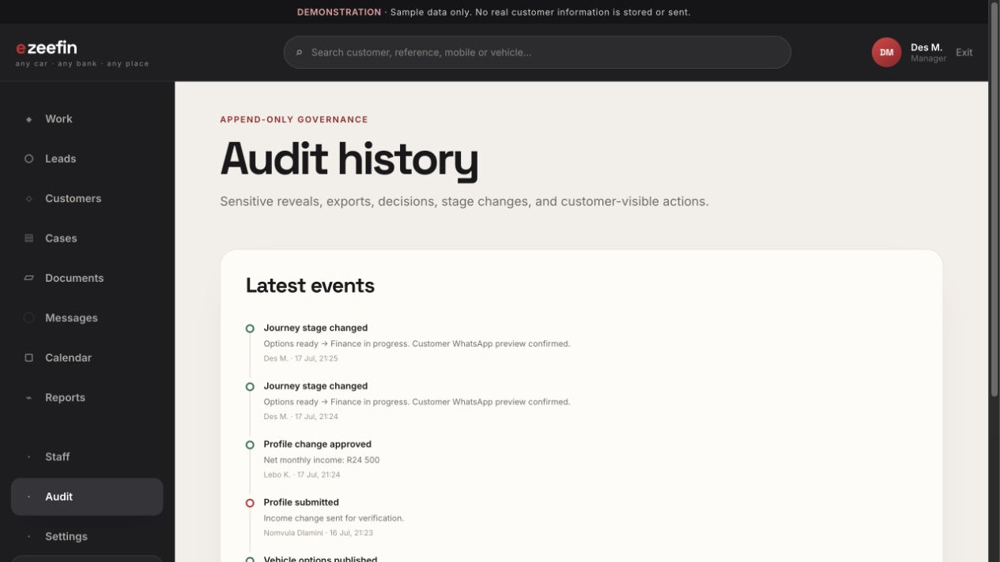 DEMONSTRATION · Sample data only. No real customer information is stored or sent.
ezeefin
any car · any bank · any place
Search customer, reference, mobile or vehicle...
DM
Des M.
Manager
Exit
Work
Leads
Customers
Cases
Documents
Messages
Calendar
Reports
Staff
Audit
Settings
APPEND-ONLY GOVERNANCE
Audit history
Sensitive reveals, exports, decisions, stage changes, and customer-visible actions.
Latest events
Journey stage changed
Options ready → Finance in progress. Customer WhatsApp preview confirmed.
Des M. · 17 Jul, 21:25
Journey stage changed
Options ready → Finance in progress. Customer WhatsApp preview confirmed.
Des M. · 17 Jul, 21:24
Profile change approved
Net monthly income: R24 500
Lebo K. · 17 Jul, 21:24
Profile submitted
Income change sent for verification.
Nomvula Dlamini · 16 Jul, 21:23
Vehicle options published